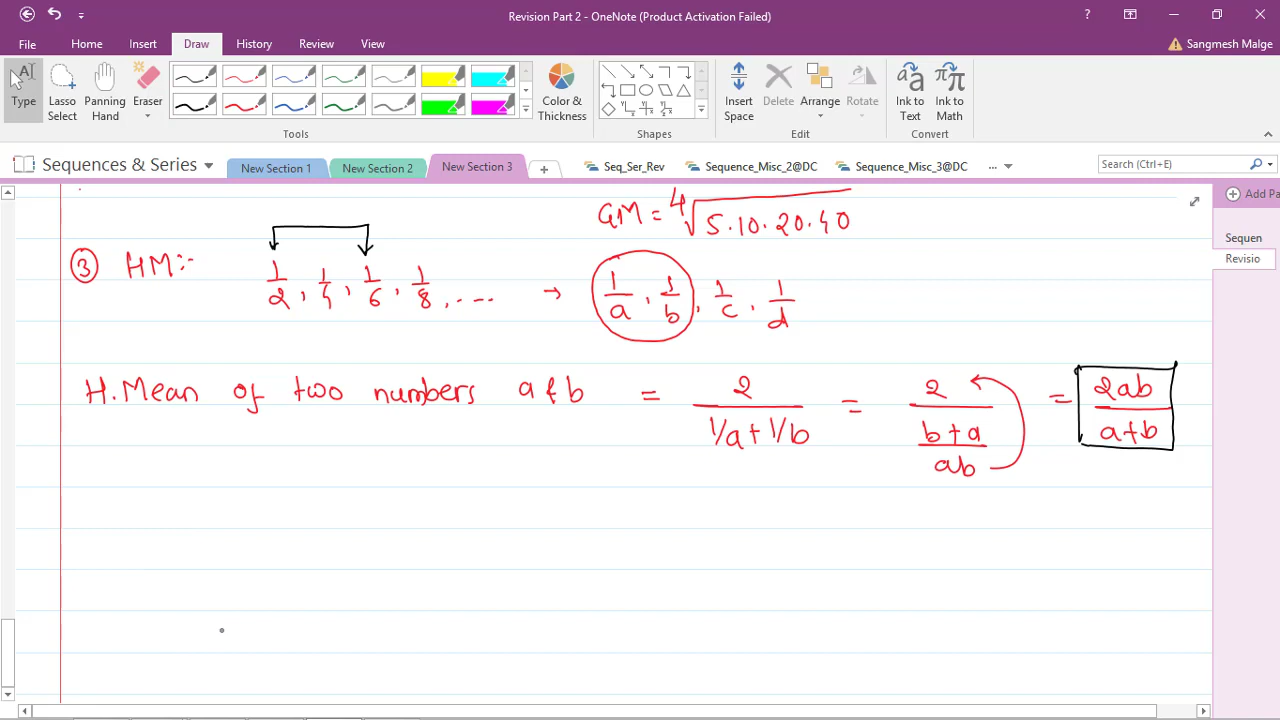 Revision Part 2 - OneNote (Product Activation Failed)
File Home Insert Draw History Review View Sangmesh Malge
Type Lasso Select Panning Hand Eraser Color & Thickness Insert Space Delete Arrange Rotate Ink to Text Ink to Math
Tools Shapes Edit Convert
Sequences & Series New Section 1 New Section 2 New Section 3 + Seq_Ser_Rev Sequence_Misc_2@DC Sequence_Misc_3@DC ... Search (Ctrl+E)
Add Pa
Sequen
Revisio
GM = ∜5.10.20.40
③ HM:- 1/2, 1/4, 1/6, 1/8, .... → 1/a, 1/b, 1/c, 1/d
H.Mean of two numbers a & b = 2/(1/a + 1/b) = 2/((b+a)/ab) = 2ab/(a+b)